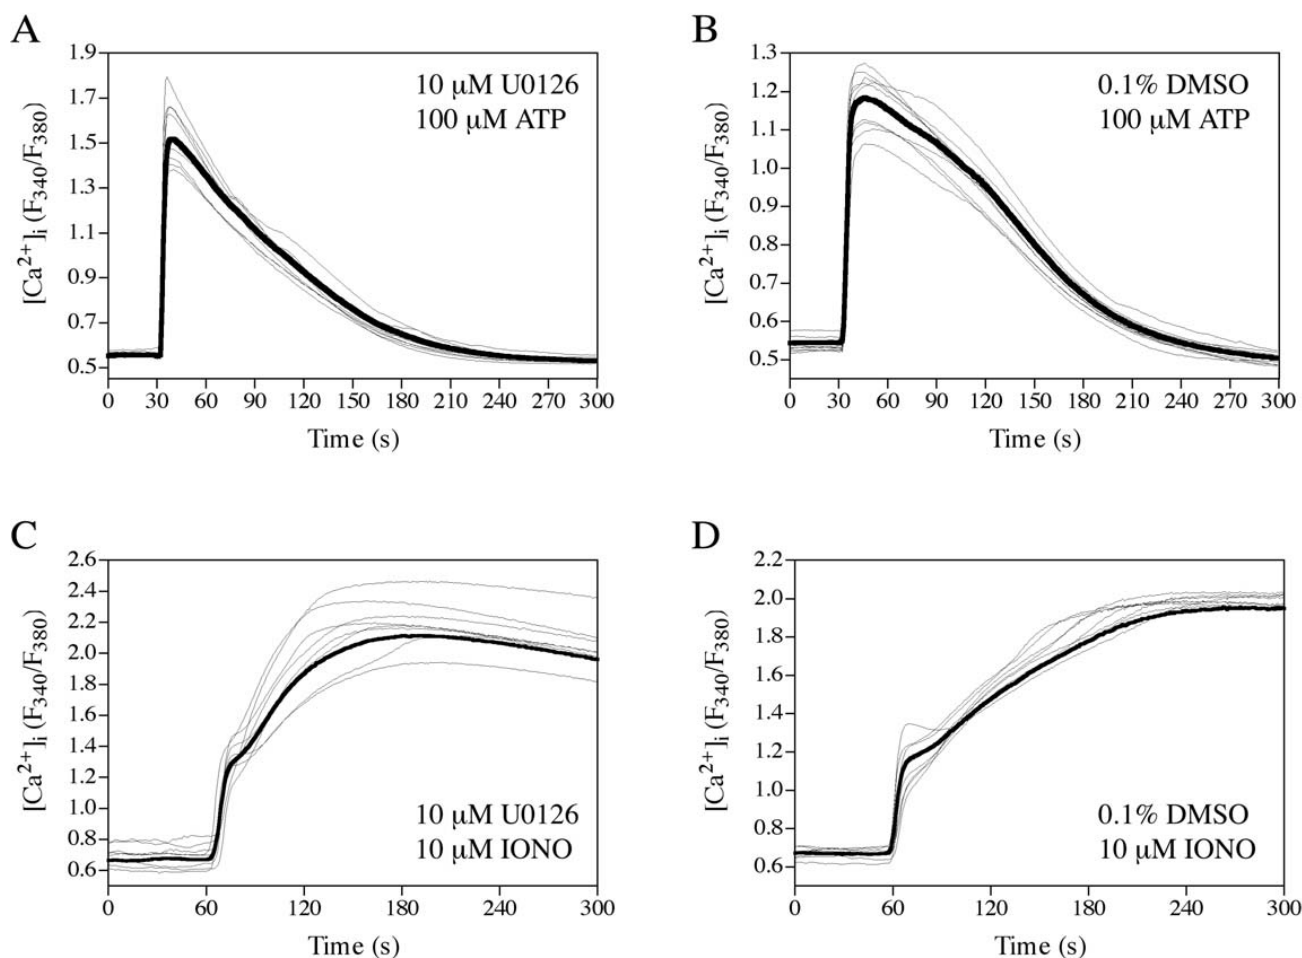 A
1.9
1.7
1.5
1.3
1.1
0.9
0.7
0.5
[Ca2+]i (F340/F380)
10 μM U0126
100 μM ATP
0 30 60 90 120 150 180 210 240 270 300
Time (s)
B
1.3
1.2
1.1
1.0
0.9
0.8
0.7
0.6
0.5
[Ca2+]i (F340/F380)
0.1% DMSO
100 μM ATP
0 30 60 90 120 150 180 210 240 270 300
Time (s)
C
2.6
2.4
2.2
2.0
1.8
1.6
1.4
1.2
1.0
0.8
0.6
[Ca2+]i (F340/F380)
10 μM U0126
10 μM IONO
0 60 120 180 240 300
Time (s)
D
2.2
2.0
1.8
1.6
1.4
1.2
1.0
0.8
0.6
[Ca2+]i (F340/F380)
0.1% DMSO
10 μM IONO
0 60 120 180 240 300
Time (s)